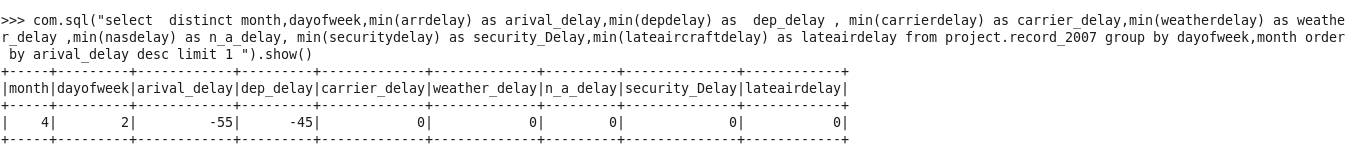 >>> com.sql("select  distinct month,dayofweek,min(arrdelay) as arival_delay,min(depdelay) as  dep_delay , min(carrierdelay) as carrier_delay,min(weatherdelay) as weathe
r_delay ,min(nasdelay) as n_a_delay, min(securitydelay) as security_Delay,min(lateaircraftdelay) as lateairdelay from project.record_2007 group by dayofweek,month order
 by arival_delay desc limit 1 ").show()
+-----+---------+------------+---------+-------------+-------------+---------+--------------+------------+
|month|dayofweek|arival_delay|dep_delay|carrier_delay|weather_delay|n_a_delay|security_Delay|lateairdelay|
+-----+---------+------------+---------+-------------+-------------+---------+--------------+------------+
|    4|        2|         -55|      -45|            0|            0|        0|             0|           0|
+-----+---------+------------+---------+-------------+-------------+---------+--------------+------------+